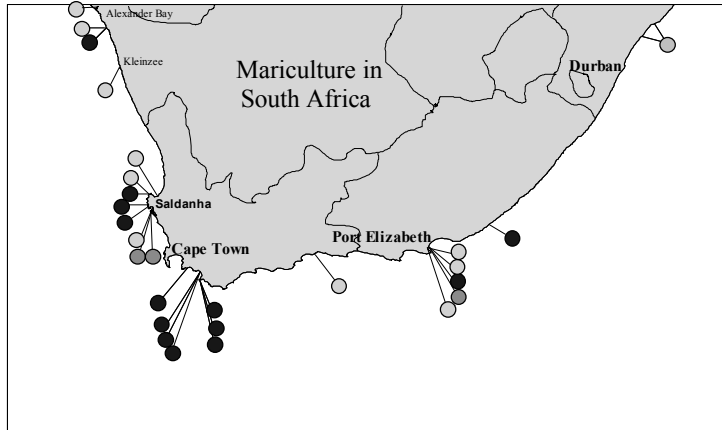 Alexander Bay
Kleinzee
Mariculture in
South Africa
Durban
Saldanha
Cape Town
Port Elizabeth